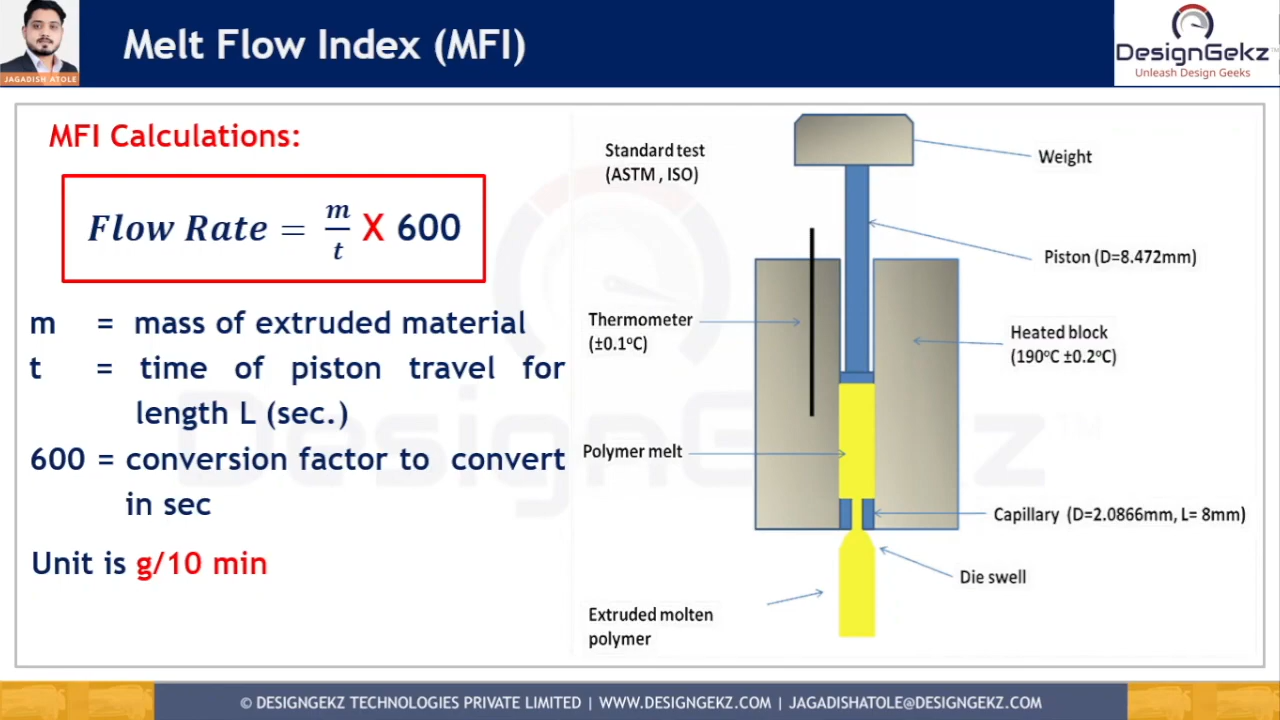 JAGADISH ATOLE
Melt Flow Index (MFI)
DesignGekz™
Unleash Design Geeks
MFI Calculations:
Flow Rate = m/t X 600
m = mass of extruded material
t = time of piston travel for
length L (sec.)
600 = conversion factor to convert
in sec
Unit is g/10 min
Standard test
(ASTM , ISO)
Weight
Piston (D=8.472mm)
Thermometer
(±0.1°C)
Heated block
(190°C ±0.2°C)
Polymer melt
Capillary (D=2.0866mm, L= 8mm)
Die swell
Extruded molten
polymer
DesignGekz™
© DESIGNGEKZ TECHNOLOGIES PRIVATE LIMITED | WWW.DESIGNGEKZ.COM | JAGADISHATOLE@DESIGNGEKZ.COM